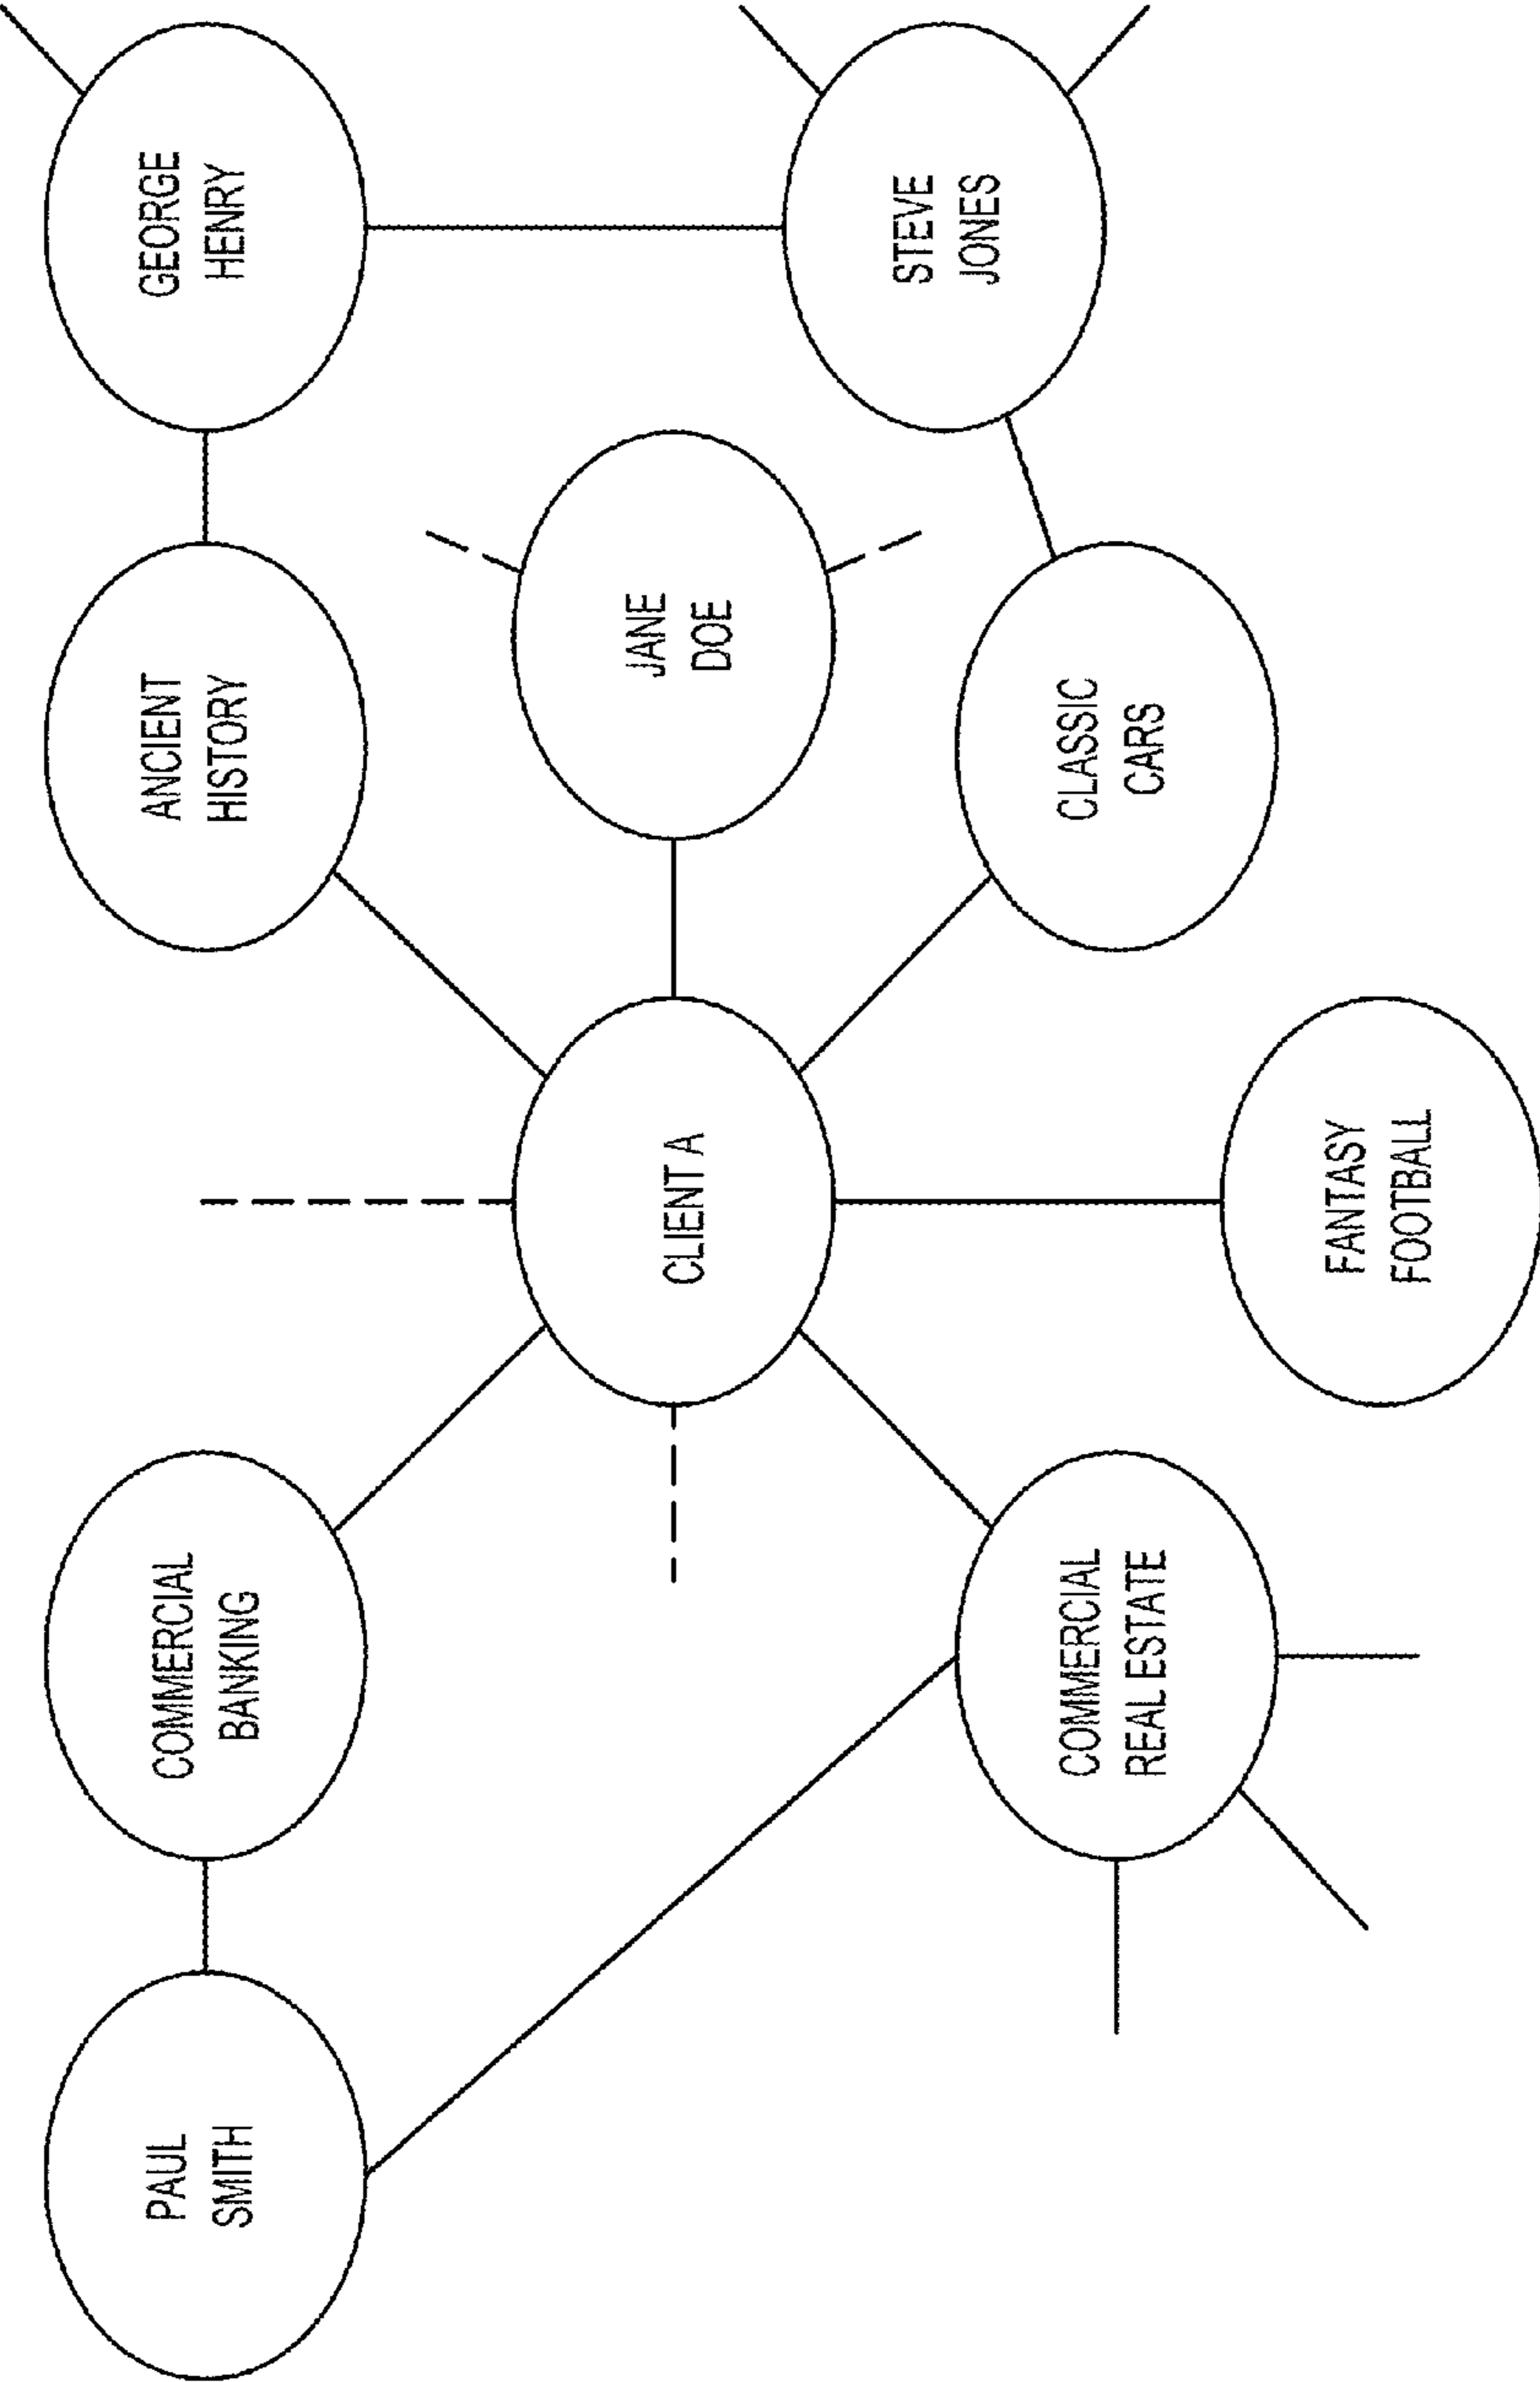 PAUL
SMITH
COMMERCIAL
BANKING
ANCIENT
HISTORY
GEORGE
HENRY
CLIENT A
JANE
DOE
STEVE
JONES
COMMERCIAL
REAL ESTATE
CLASSIC
CARS
FANTASY
FOOTBALL